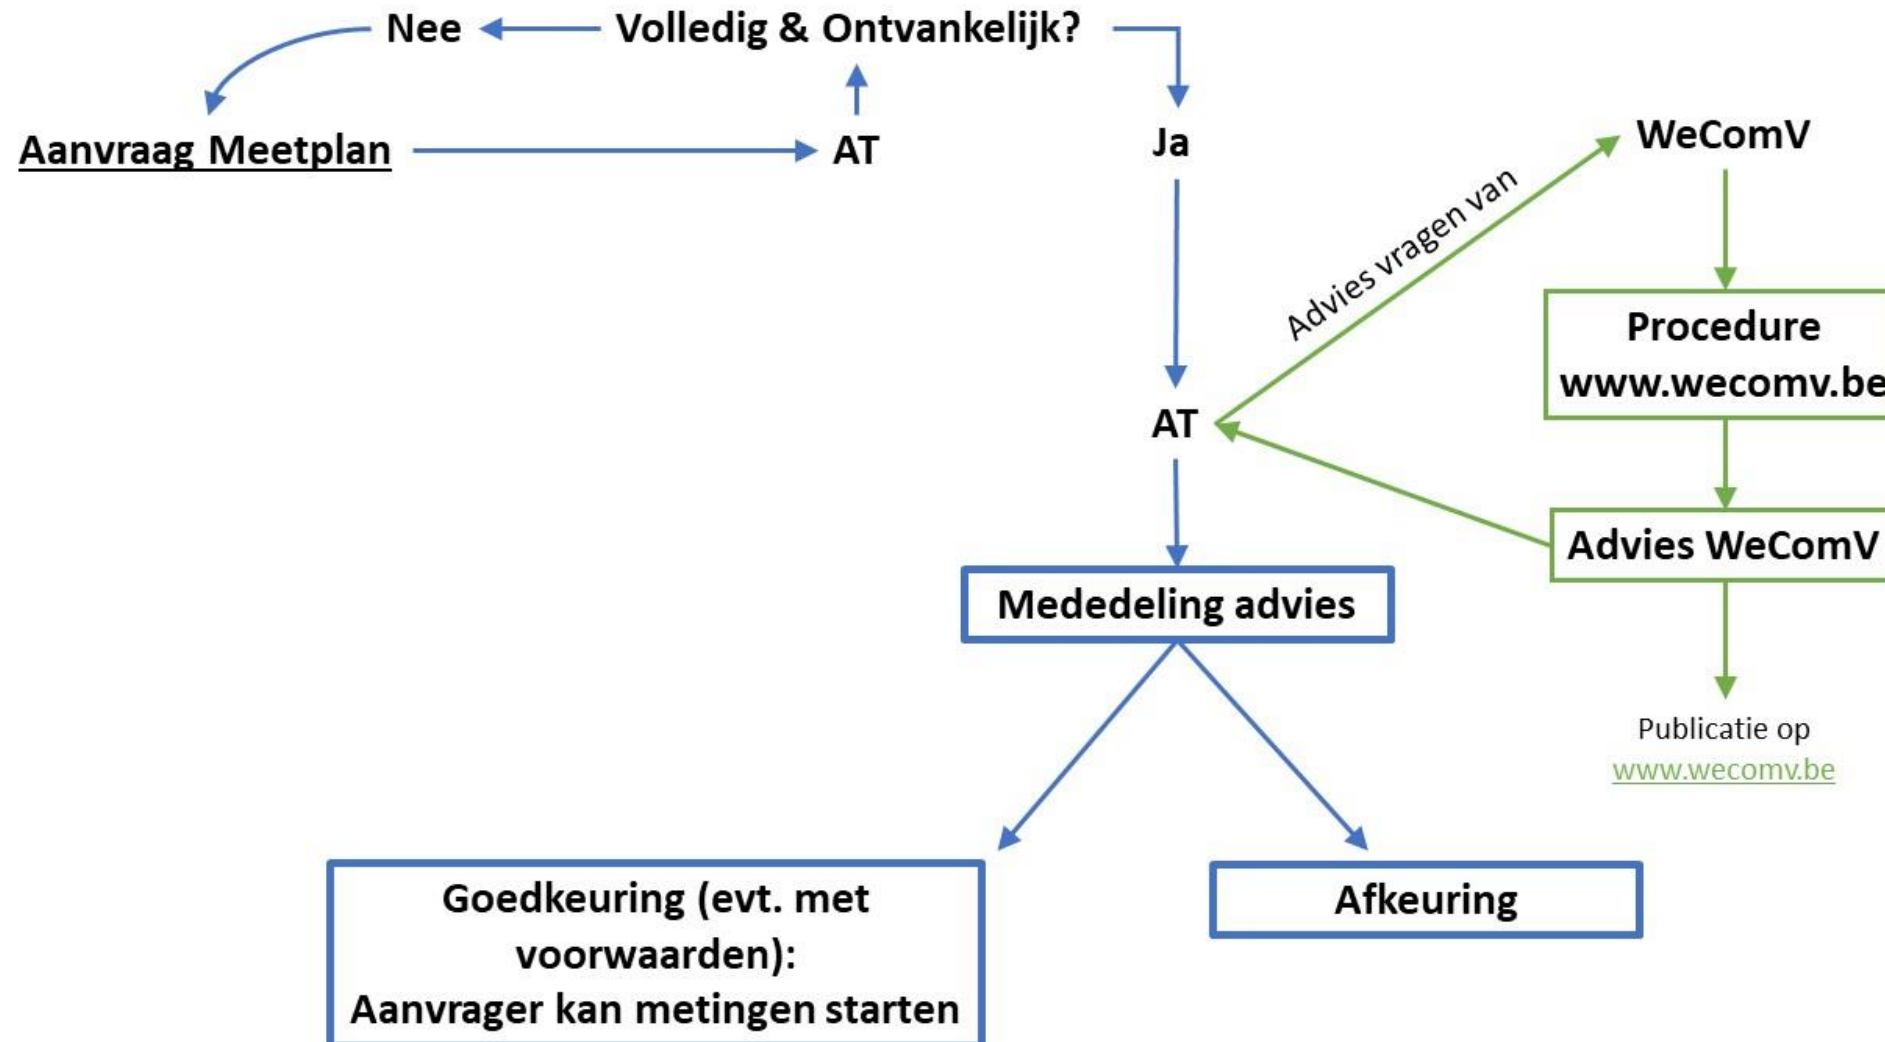 Nee
Volledig & Ontvankelijk?
Aanvraag Meetplan
AT
Ja
WeComV
Advies vragen van
Procedure
www.wecomv.be
AT
Advies WeComV
Mededeling advies
Publicatie op
www.wecomv.be
Goedkeuring (evt. met
voorwaarden):
Aanvrager kan metingen starten
Afkeuring